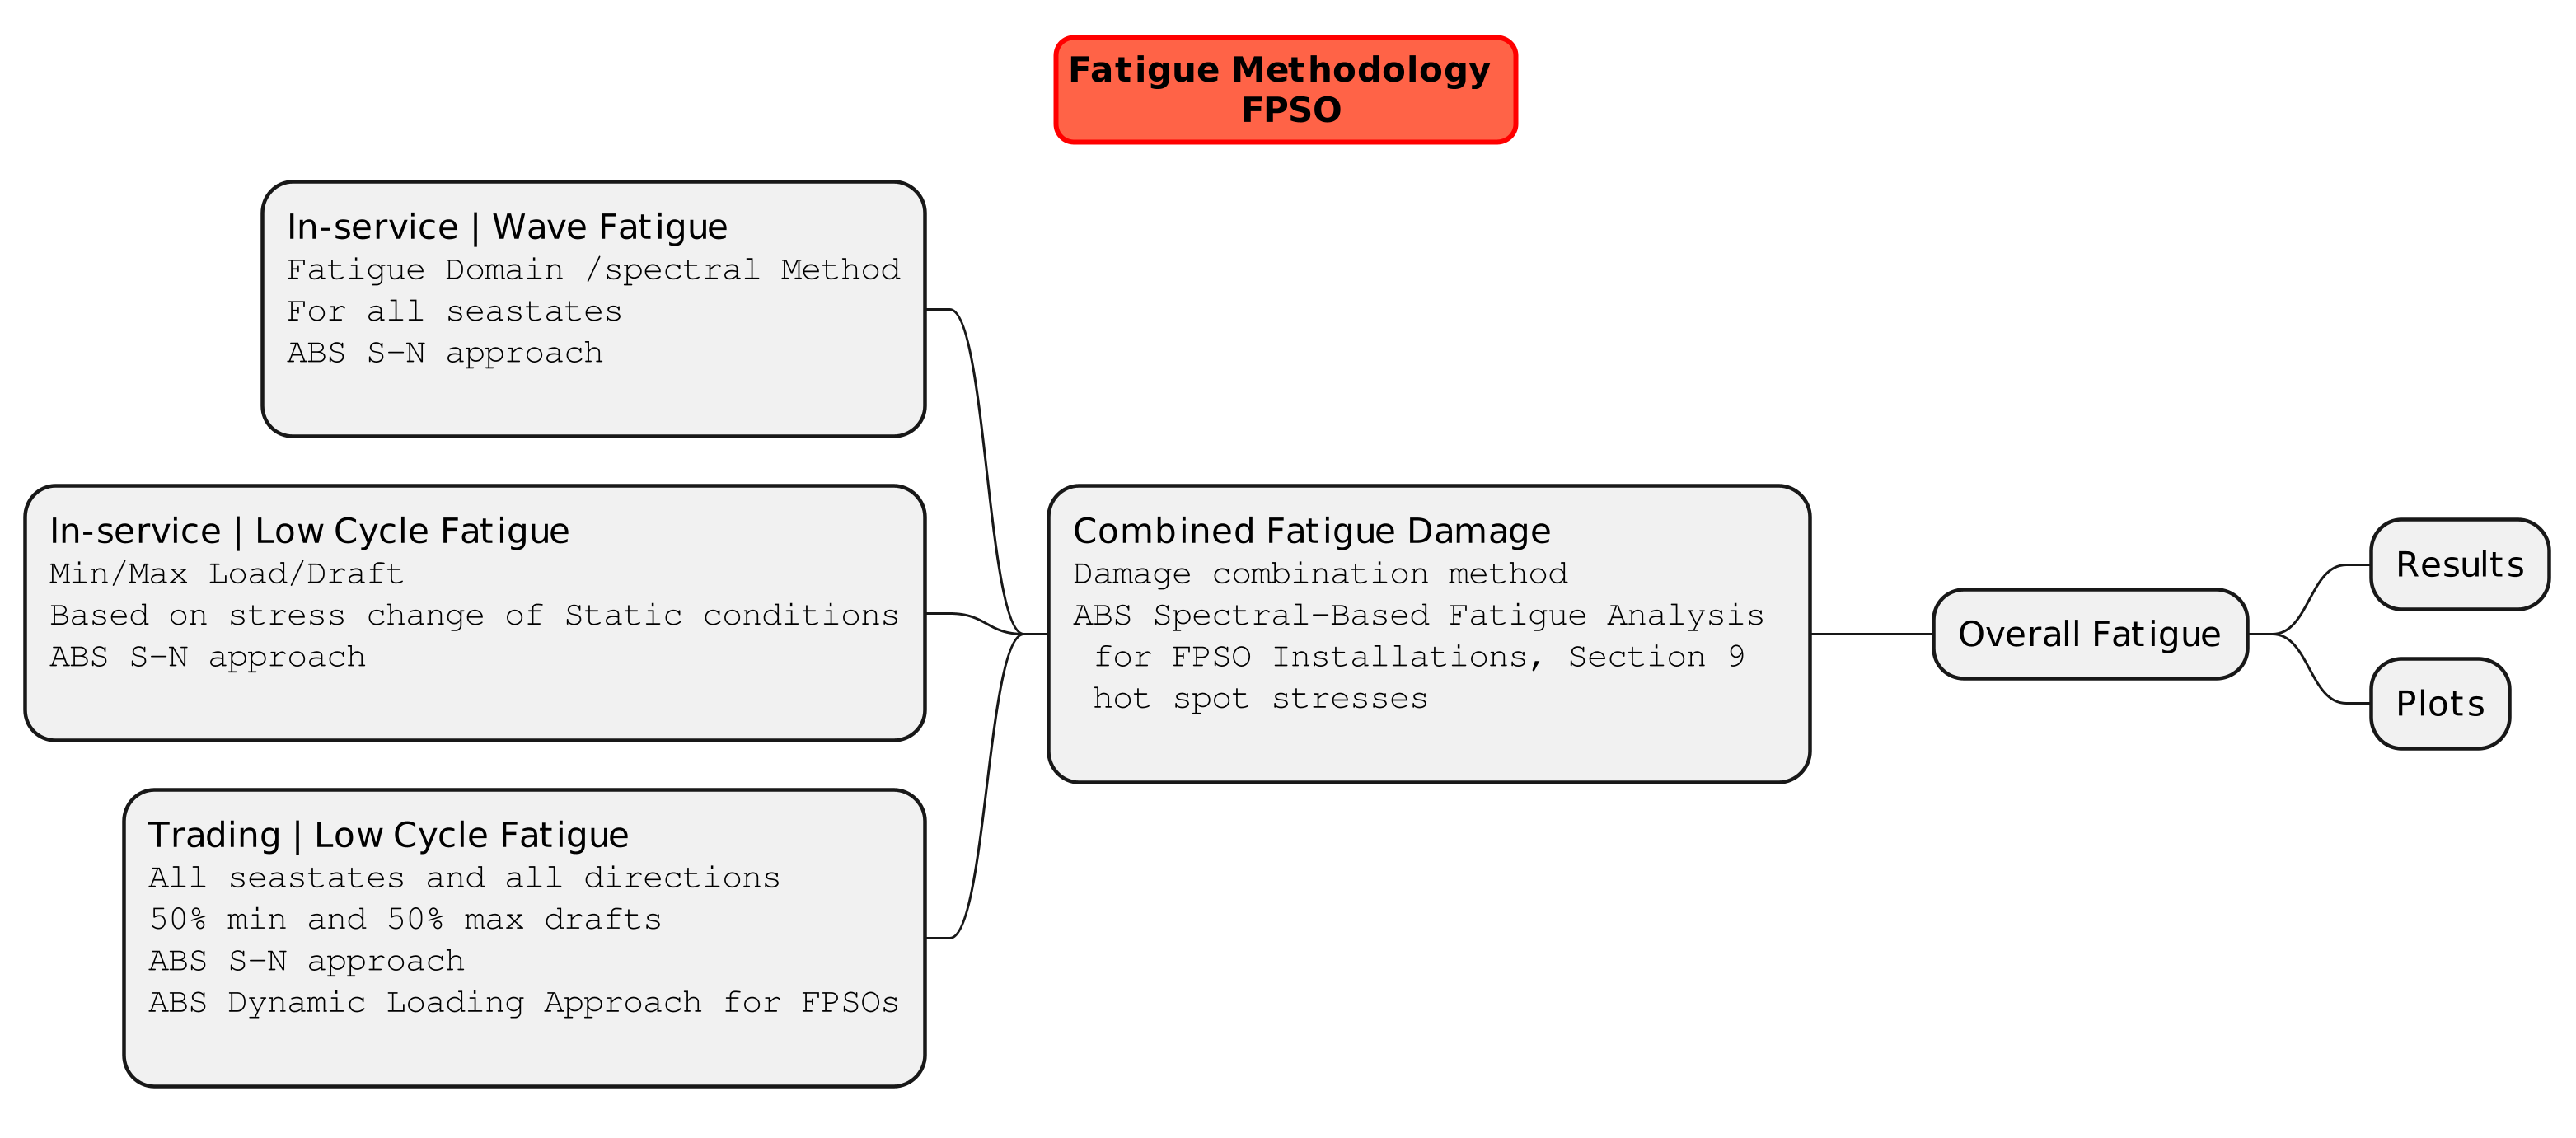 Fatigue Methodology
FPSO
In-service | Wave Fatigue
Fatigue Domain /spectral Method
For all seastates
ABS S-N approach
In-service | Low Cycle Fatigue
Min/Max Load/Draft
Based on stress change of Static conditions
ABS S-N approach
Trading | Low Cycle Fatigue
All seastates and all directions
50% min and 50% max drafts
ABS S-N approach
ABS Dynamic Loading Approach for FPSOs
Combined Fatigue Damage
Damage combination method
ABS Spectral-Based Fatigue Analysis
for FPSO Installations, Section 9
hot spot stresses
Overall Fatigue
Results
Plots